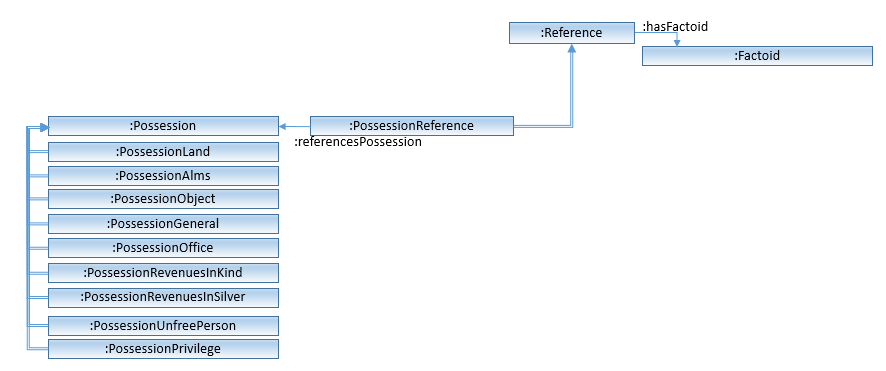 :Reference
:hasFactoid
:Factoid
:Possession
:PossessionReference
:referencesPossession
:PossessionLand
:PossessionAlms
:PossessionObject
:PossessionGeneral
:PossessionOffice
:PossessionRevenuesInKind
:PossessionRevenuesInSilver
:PossessionUnfreePerson
:PossessionPrivilege